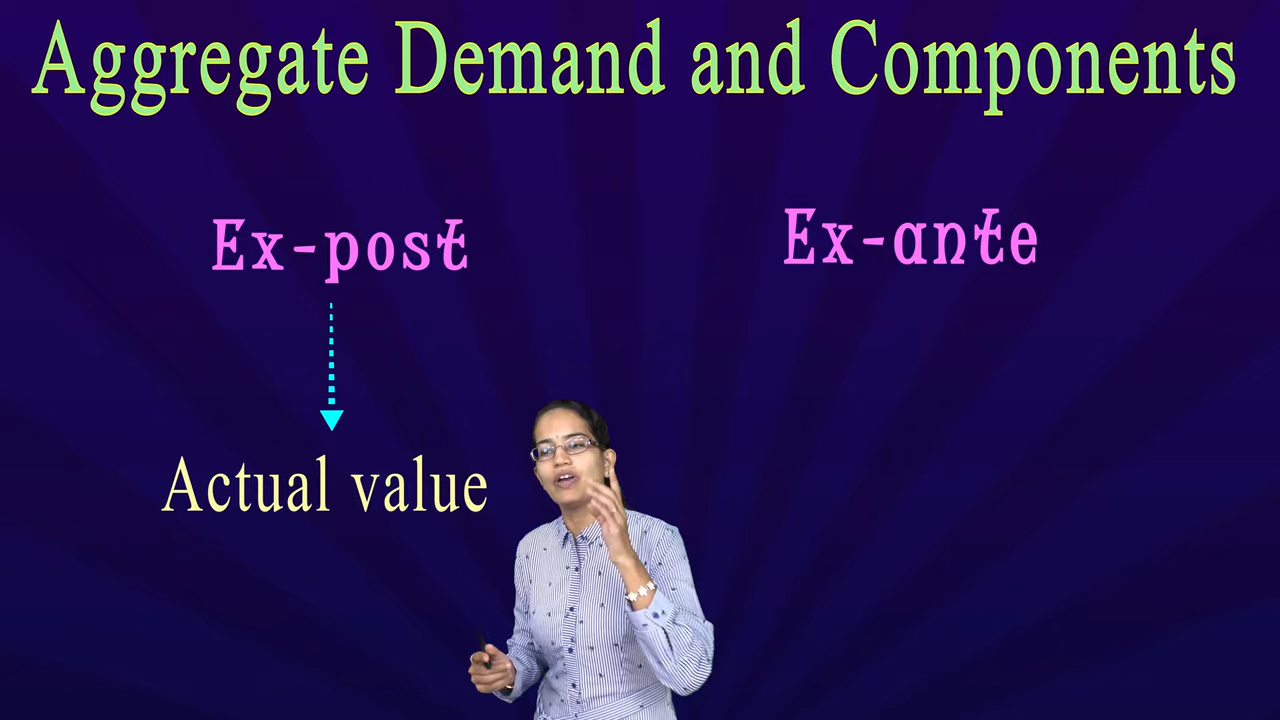 Aggregate Demand and Components
Ex-post
Ex-ante
Actual value